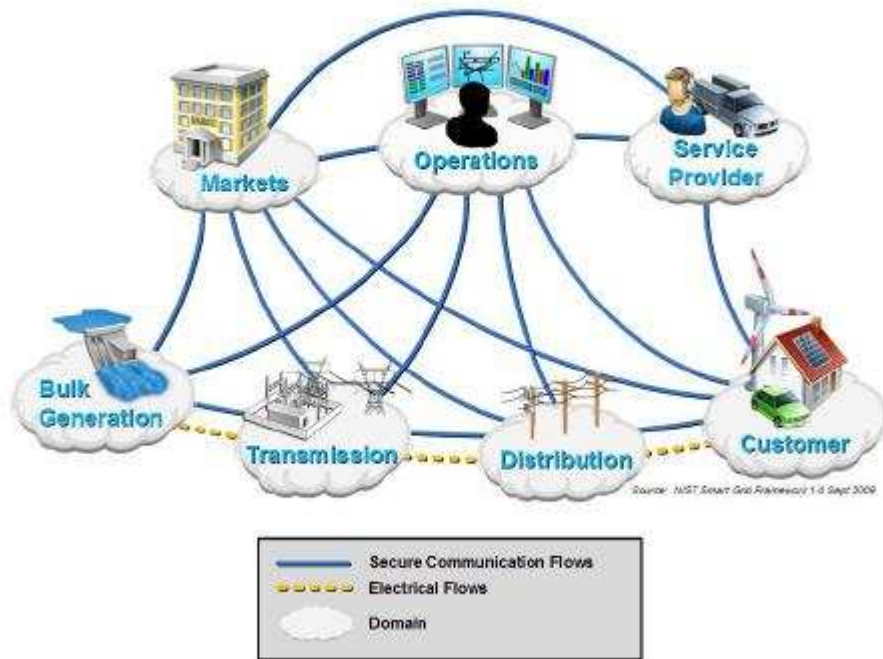 Operations
Service
Provider
Markets
Bulk
Generation
Transmission
Distribution
Customer
Source: NIST Smart Grid Framework 1.0 Sept 2009
Secure Communication Flows
Electrical Flows
Domain